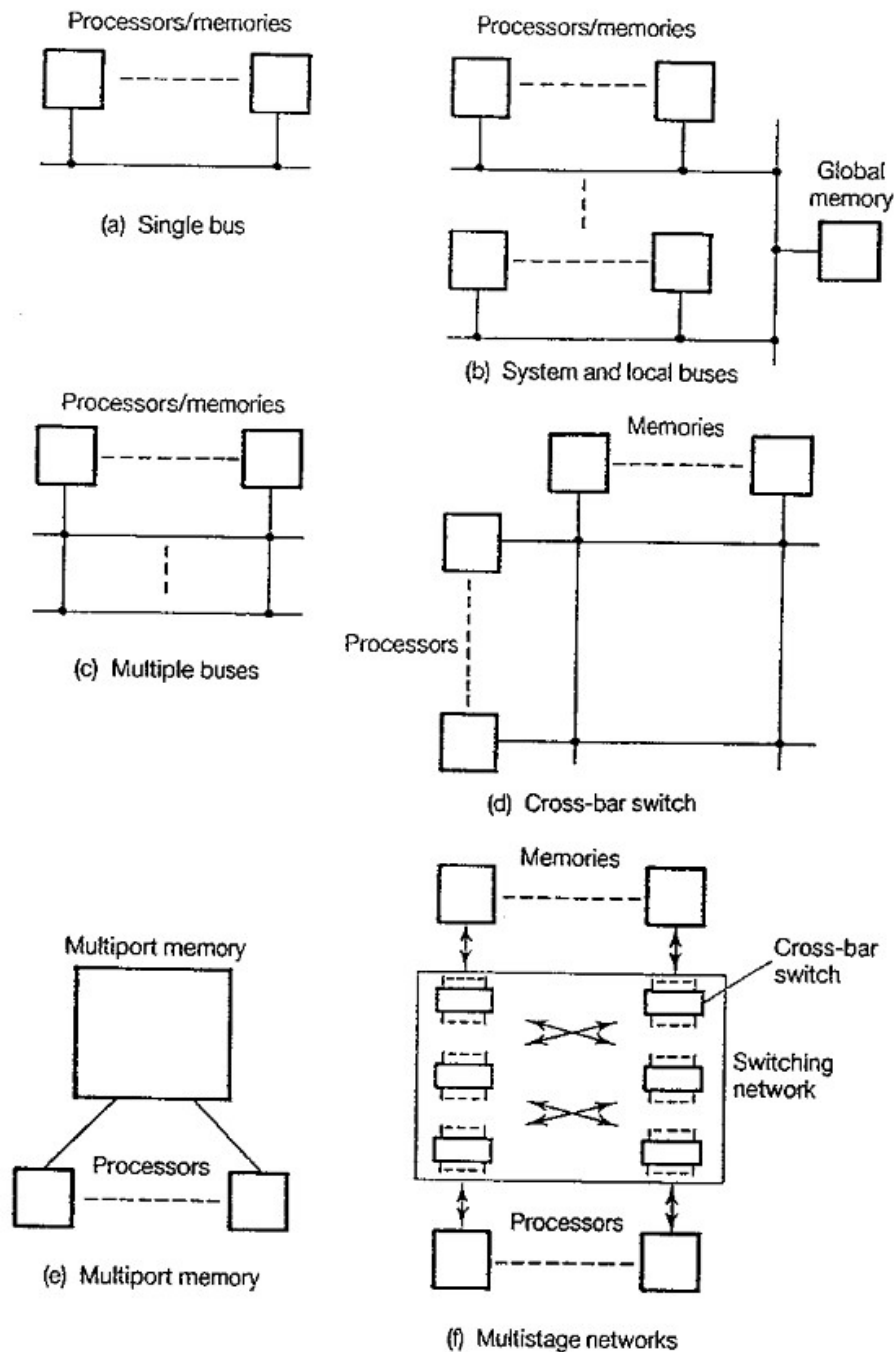 Processors/memories
(a) Single bus
Processors/memories
Global
memory
(b) System and local buses
Processors/memories
(c) Multiple buses
Memories
Processors
(d) Cross-bar switch
Multiport memory
Processors
(e) Multiport memory
Memories
Cross-bar
switch
Switching
network
Processors
(f) Multistage networks